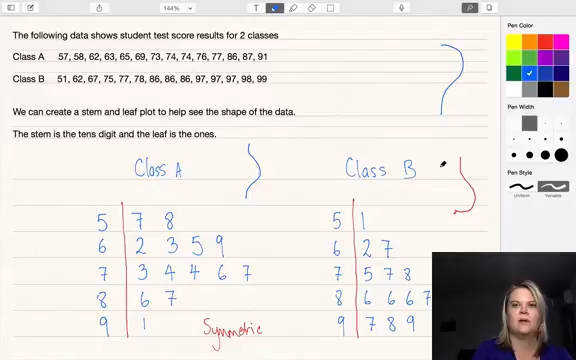 144%
The following data shows student test score results for 2 classes
Class A 57, 58, 62, 63, 65, 69, 73, 74, 74, 76, 77, 86, 87, 91
Class B 51, 62, 67, 75, 77, 78, 86, 86, 86, 97, 97, 97, 98, 99
We can create a stem and leaf plot to help see the shape of the data.
The stem is the tens digit and the leaf is the ones.
Class A
5 7 8
6 2 3 5 9
7 3 4 4 6 7
8 6 7
9 1
Symmetric
Class B
5 1
6 2 7
7 5 7 8
8 6 6 6 7
9 7 8 9
Pen Color
Pen Width
Pen Style
Uniform
Variable